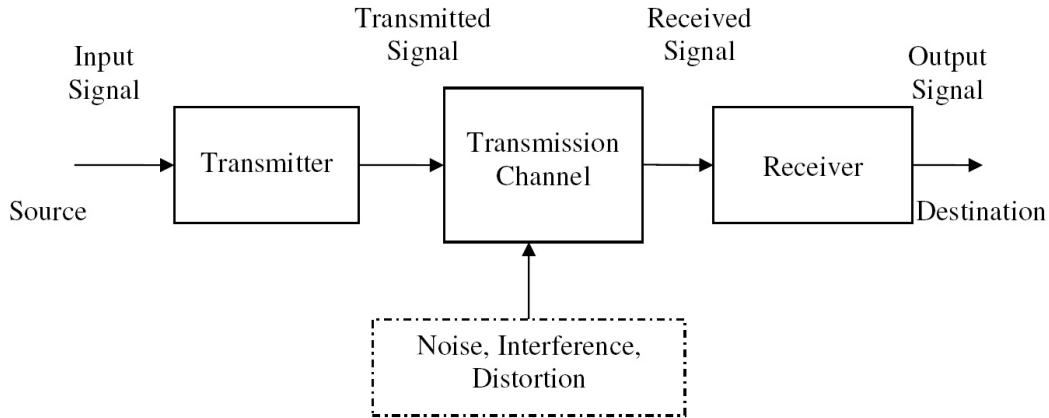 Input
Signal
Transmitted
Signal
Received
Signal
Output
Signal
Source
Transmitter
Transmission
Channel
Receiver
Destination
Noise, Interference,
Distortion